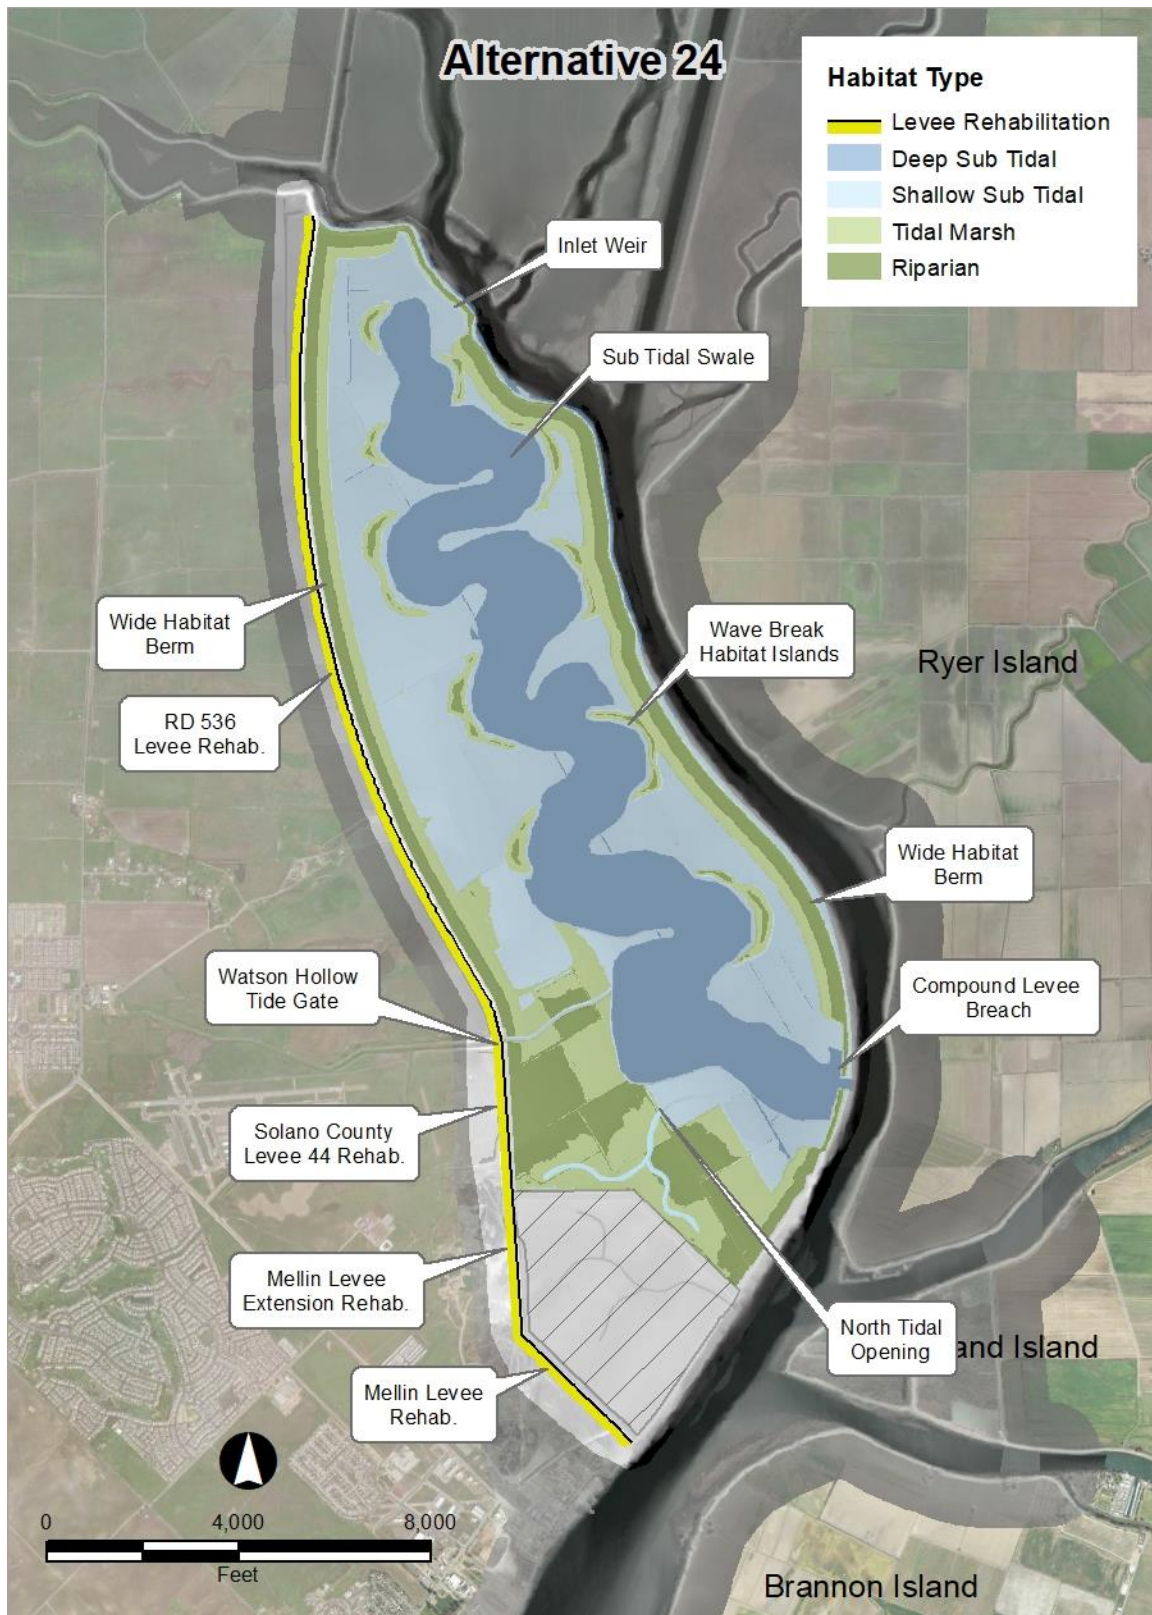 Alternative 24
Habitat Type
Levee Rehabilitation
Deep Sub Tidal
Shallow Sub Tidal
Tidal Marsh
Riparian
Inlet Weir
Sub Tidal Swale
Wide Habitat
Berm
Wave Break
Habitat Islands
Ryer Island
RD 536
Levee Rehab.
Wide Habitat
Berm
Watson Hollow
Tide Gate
Compound Levee
Breach
Solano County
Levee 44 Rehab.
Mellin Levee
Extension Rehab.
North Tidal
Opening
and Island
Mellin Levee
Rehab.
0 4,000 8,000
Feet
Brannon Island